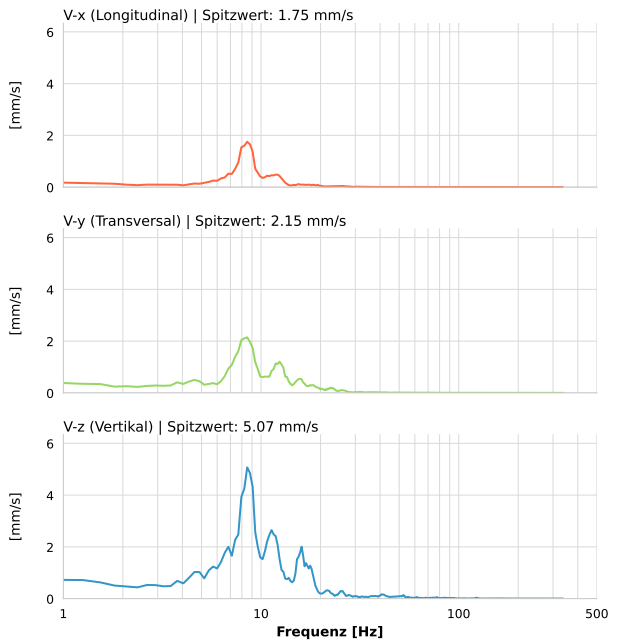 V-x (Longitudinal) | Spitzwert: 1.75 mm/s
6
4
2
0
[mm/s]
V-y (Transversal) | Spitzwert: 2.15 mm/s
6
4
2
0
[mm/s]
V-z (Vertikal) | Spitzwert: 5.07 mm/s
6
4
2
0
[mm/s]
1 10 100 500
Frequenz [Hz]